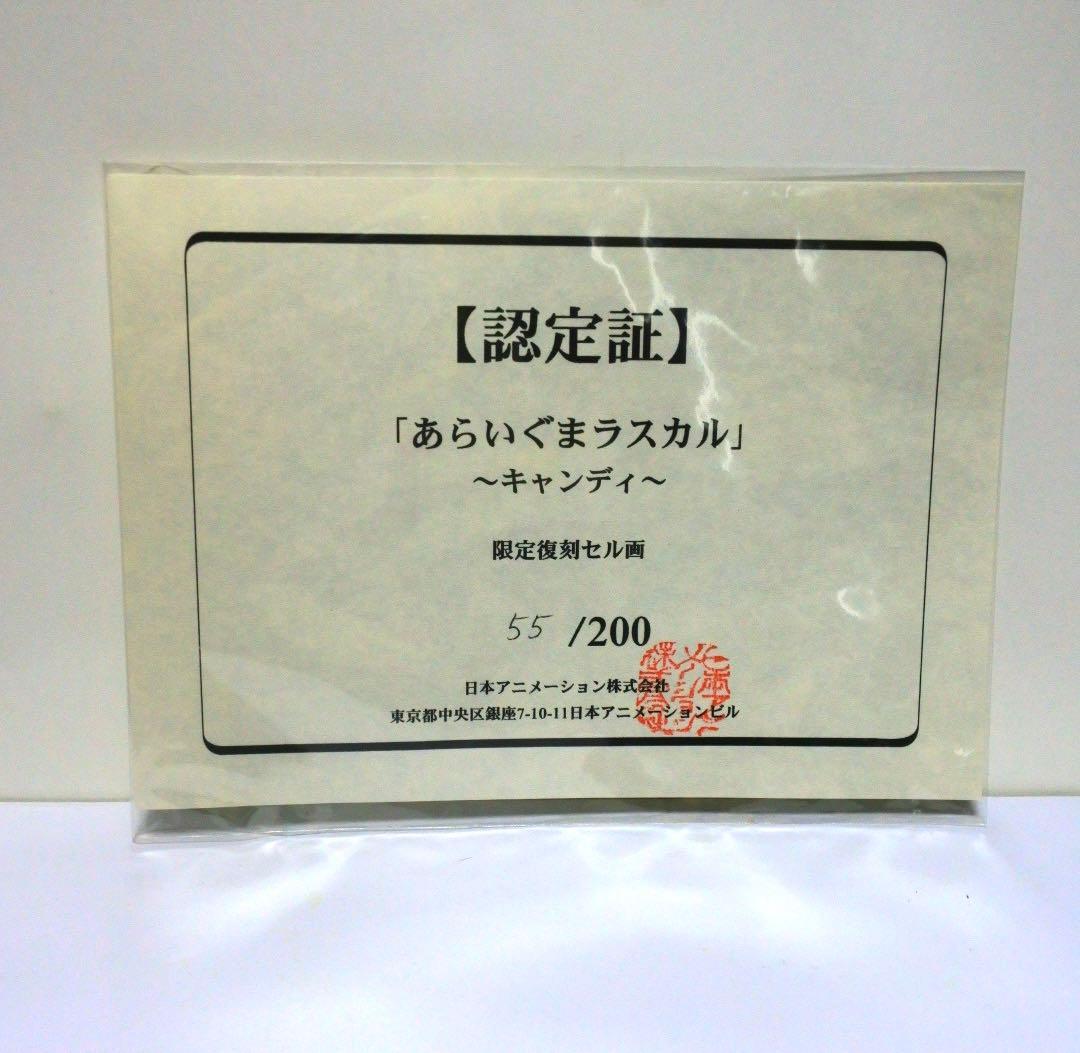 【認定証】
「あらいぐまラスカル」
～キャンディ～
限定復刻セル画
55 /200
日本アニメーション株式会社
東京都中央区銀座7-10-11日本アニメーションビル